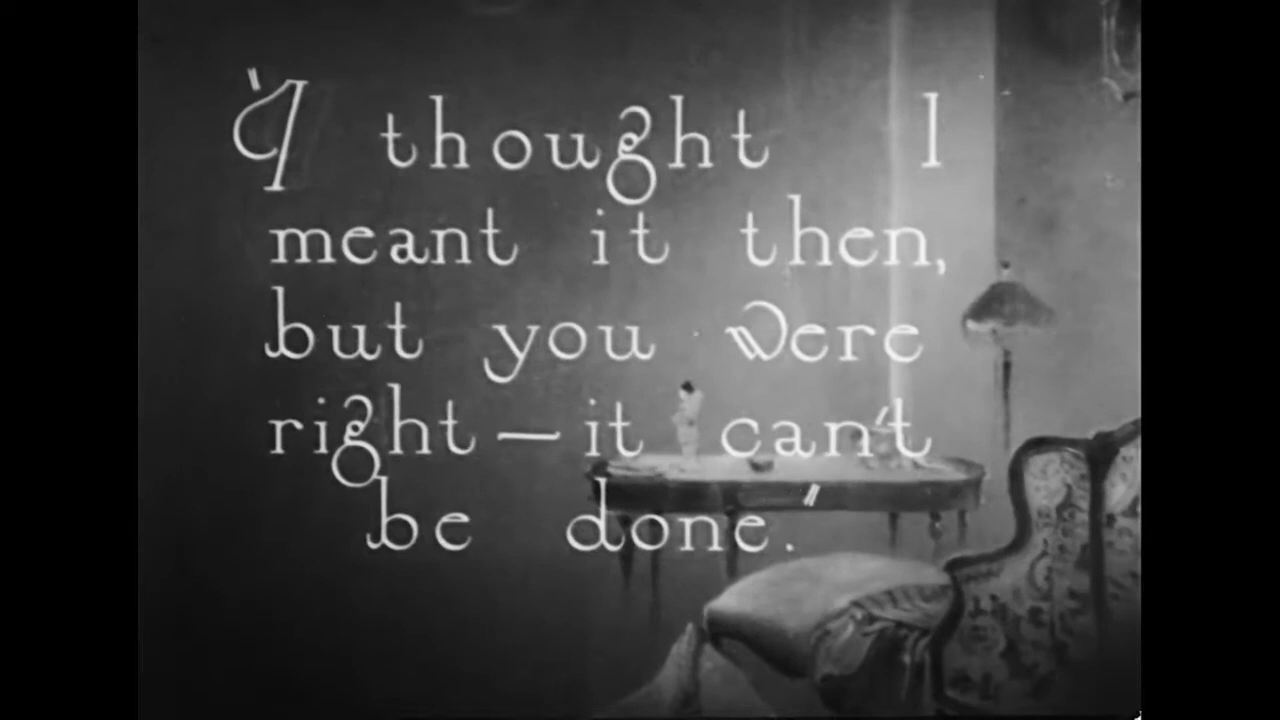 "I thought I
meant it then,
but you were
right—it can't
be done."